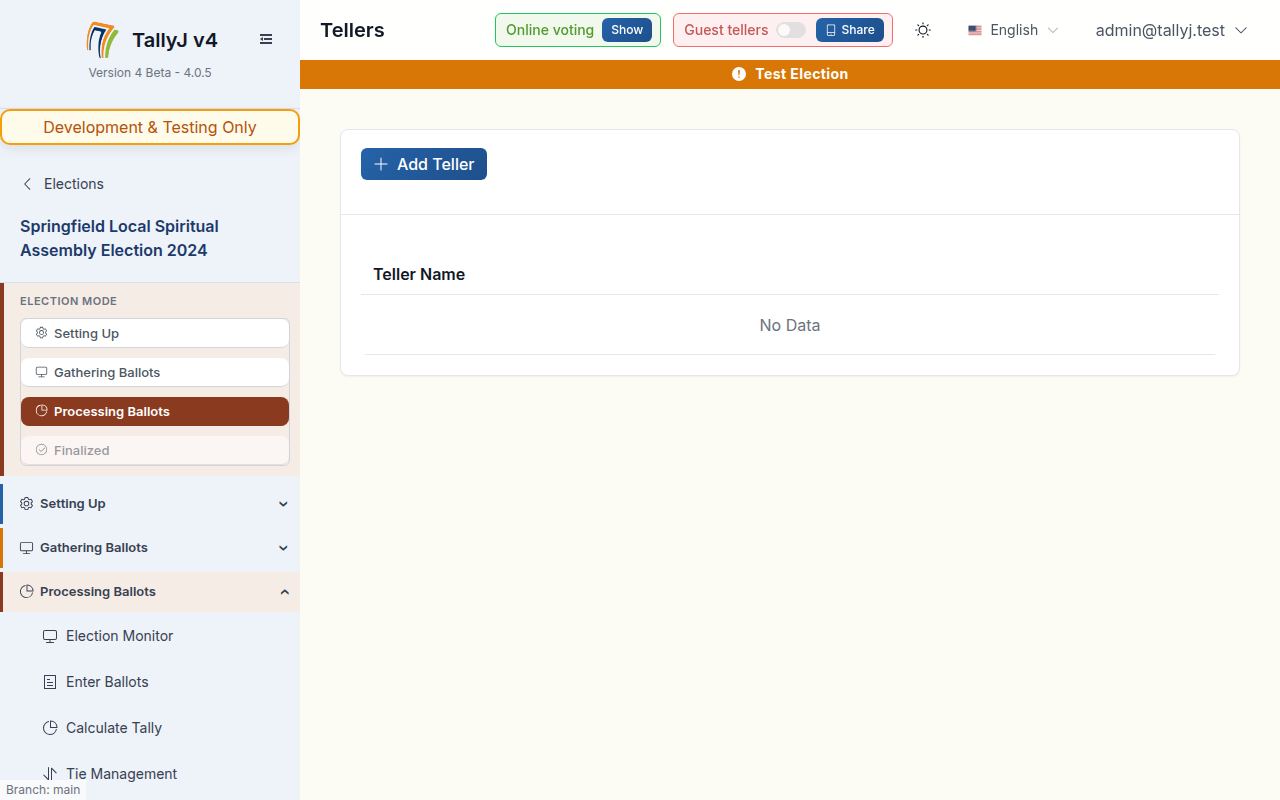 TallyJ v4
Version 4 Beta - 4.0.5
Development & Testing Only
Elections
Springfield Local Spiritual
Assembly Election 2024
ELECTION MODE
Setting Up
Gathering Ballots
Processing Ballots
Finalized
Setting Up
Gathering Ballots
Processing Ballots
Election Monitor
Enter Ballots
Calculate Tally
Tie Management
Branch: main
Tellers
Online voting Show
Guest tellers Share
English
admin@tallyj.test
Test Election
Add Teller
Teller Name
No Data